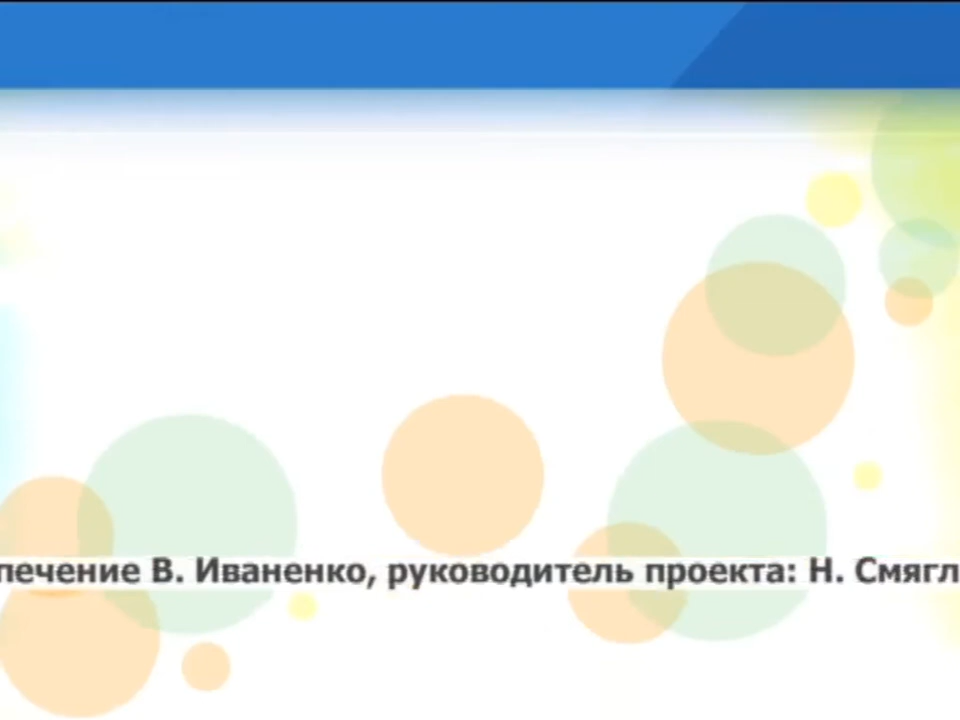 печение В. Иваненко, руководитель проекта: Н. Смягл